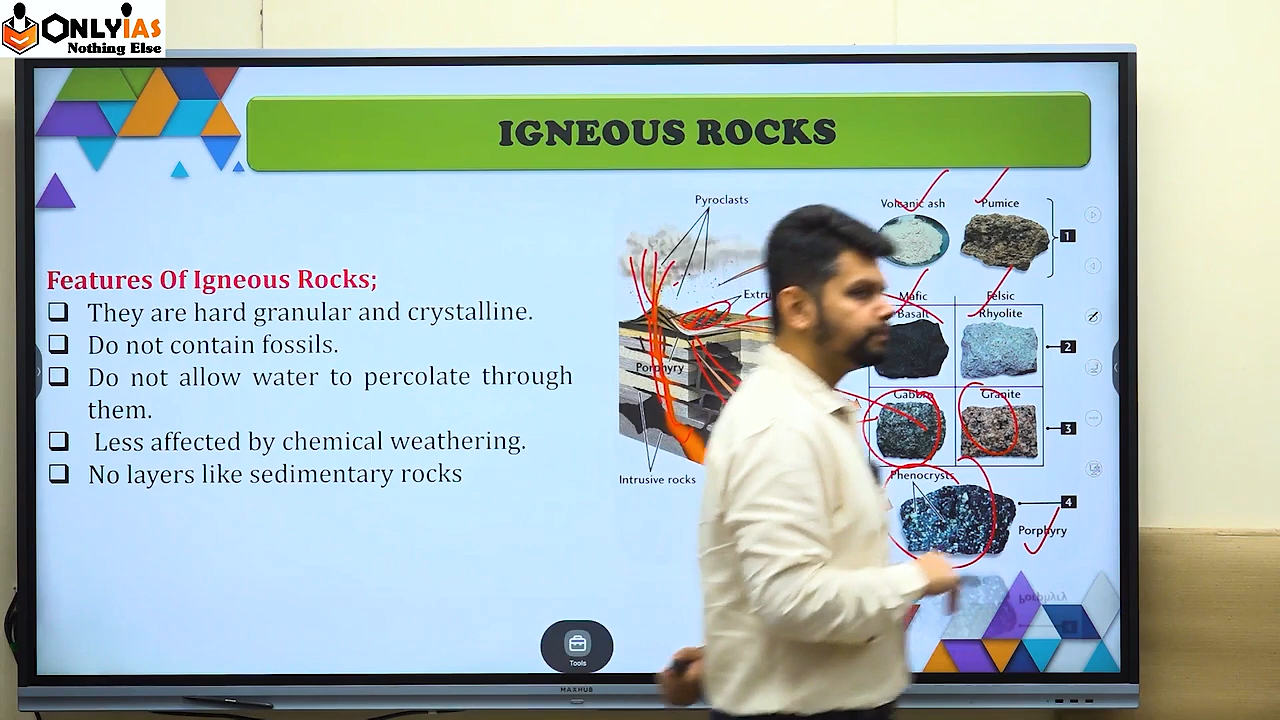 ONLYIAS
Nothing Else
IGNEOUS ROCKS
Features Of Igneous Rocks;
They are hard granular and crystalline.
Do not contain fossils.
Do not allow water to percolate through
them.
Less affected by chemical weathering.
No layers like sedimentary rocks
Pyroclasts
Porphyry
Intrusive rocks
Volcanic ash
Pumice
1
Mafic
Felsic
Basalt
Rhyolite
2
Gabbro
Granite
3
Phenocrysts
4
Porphyry
Porphyry
Tools
MAXHUB